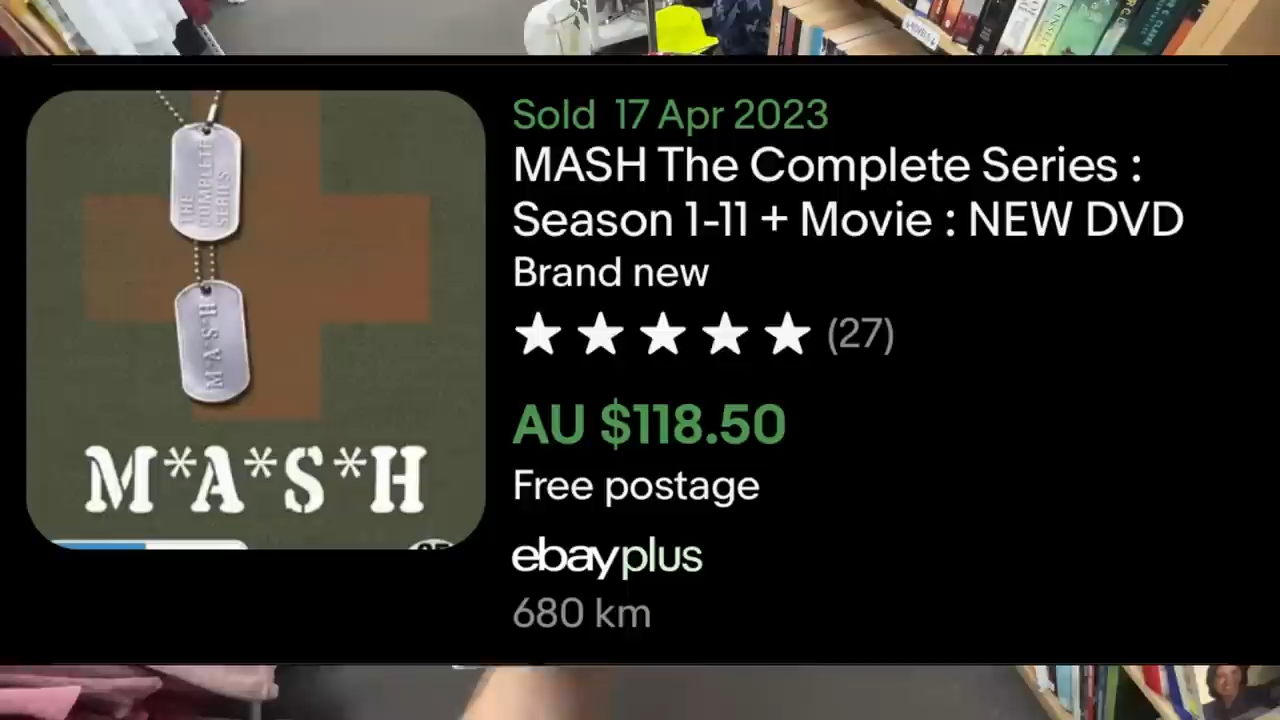 Sold 17 Apr 2023
MASH The Complete Series :
Season 1-11 + Movie : NEW DVD
Brand new
(27)
AU $118.50
Free postage
ebayplus
680 km
THE
COMPLETE
SERIES
M*A*S*H
M*A*S*H